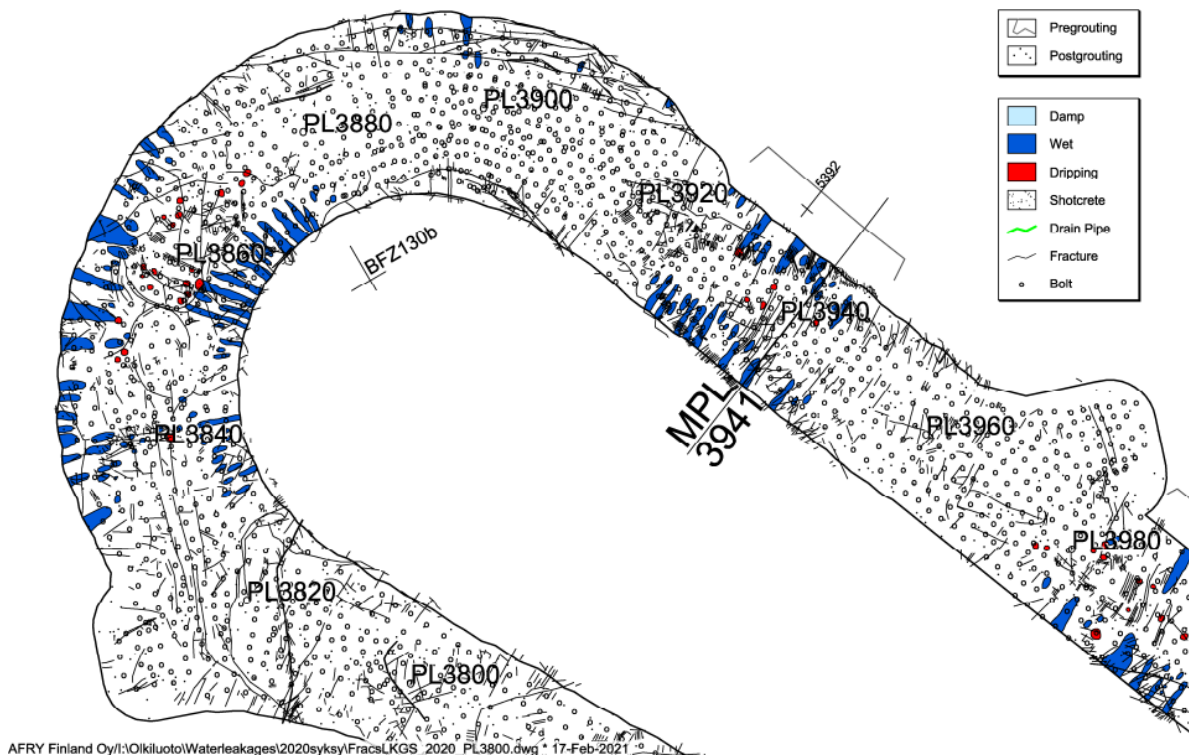 Pregrouting
Postgrouting
Damp
Wet
Dripping
Shotcrete
Drain Pipe
Fracture
Bolt
PL3900
PL3880
PL3920
5392
PL3860
BFZ130b
PL3940
MPL
3941
PL3840
PL3960
PL3980
PL3820
PL3800
AFRY Finland Oy/I:\Olkiluoto\Waterleakages\2020syksy\FracsLKGS_2020_PL3800.dwg * 17-Feb-2021